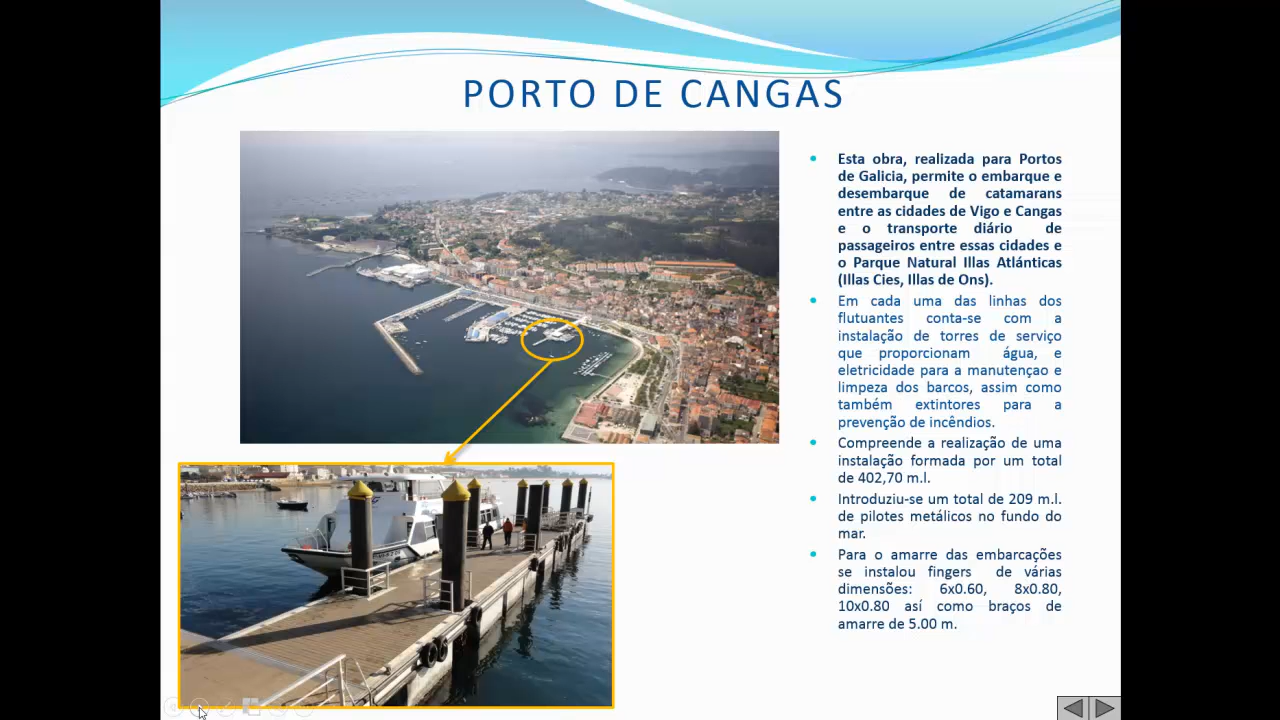 PORTO DE CANGAS
Esta obra, realizada para Portos
de Galicia, permite o embarque e
desembarque de catamarans
entre as cidades de Vigo e Cangas
e o transporte diário de
passageiros entre essas cidades e
o Parque Natural Illas Atlánticas
(Illas Cies, Illas de Ons).
Em cada uma das linhas dos
flutuantes conta-se com a
instalação de torres de serviço
que proporcionam água, e
eletricidade para a manutençao e
limpeza dos barcos, assim como
também extintores para a
prevenção de incêndios.
Compreende a realização de uma
instalação formada por um total
de 402,70 m.l.
Introduziu-se um total de 209 m.l.
de pilotes metálicos no fundo do
mar.
Para o amarre das embarcações
se instalou fingers de várias
dimensões: 6x0.60, 8x0.80,
10x0.80 así como braços de
amarre de 5.00 m.